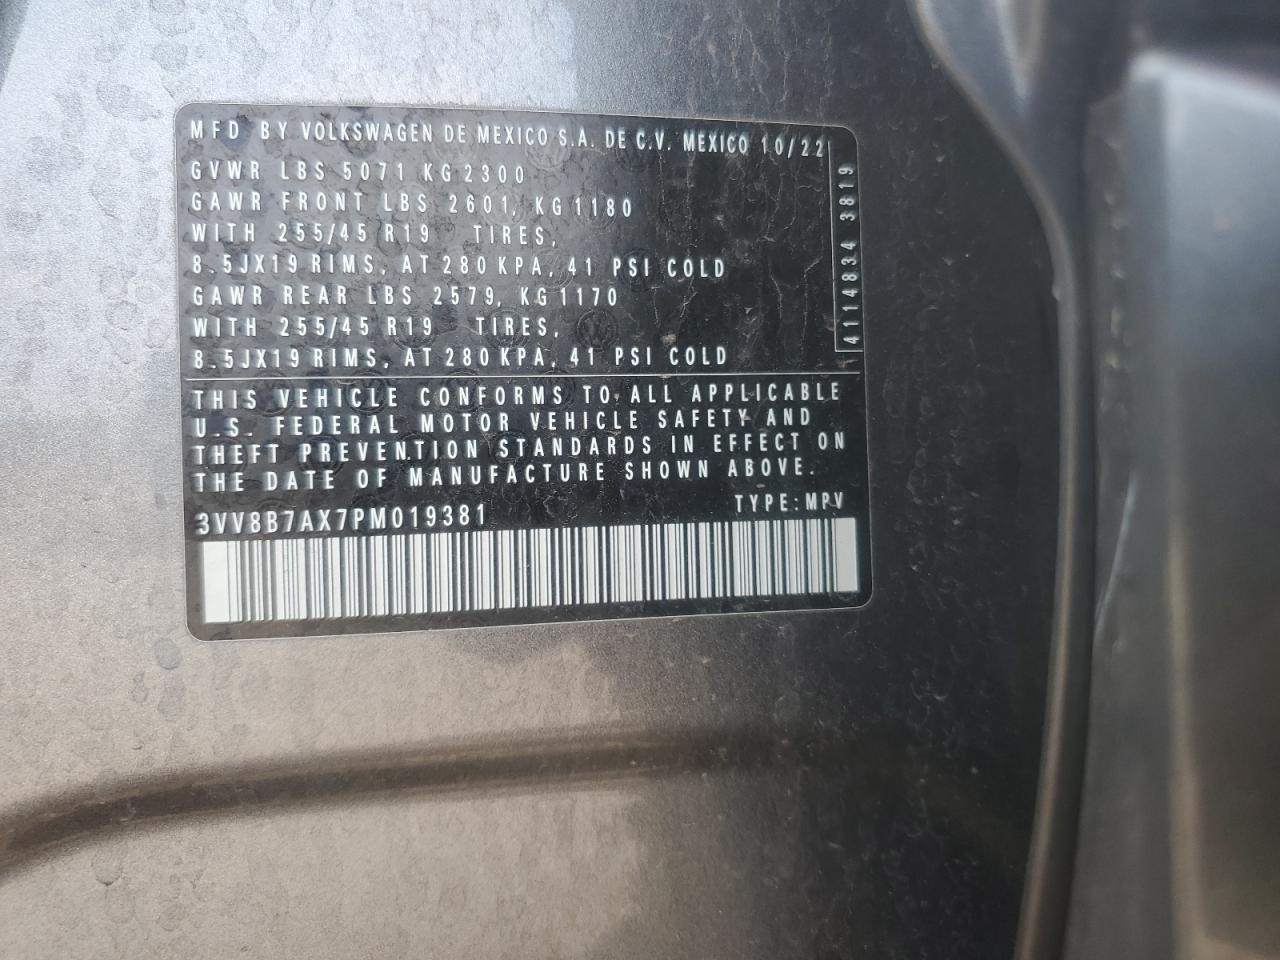 MFD BY VOLKSWAGEN DE MEXICO S.A. DE C.V. MEXICO 10/22
GVWR LBS 5071 KG 2300
GAWR FRONT LBS 2601, KG 1180
WITH 255/45 R19 TIRES,
8.5JX19 RIMS, AT 280 KPA, 41 PSI COLD
GAWR REAR LBS 2579, KG 1170
WITH 255/45 R19 TIRES,
8.5JX19 RIMS, AT 280 KPA, 41 PSI COLD
4114834 3819
THIS VEHICLE CONFORMS TO ALL APPLICABLE
U.S. FEDERAL MOTOR VEHICLE SAFETY AND
THEFT PREVENTION STANDARDS IN EFFECT ON
THE DATE OF MANUFACTURE SHOWN ABOVE.
TYPE: MPV
3VV8B7AX7PM019381